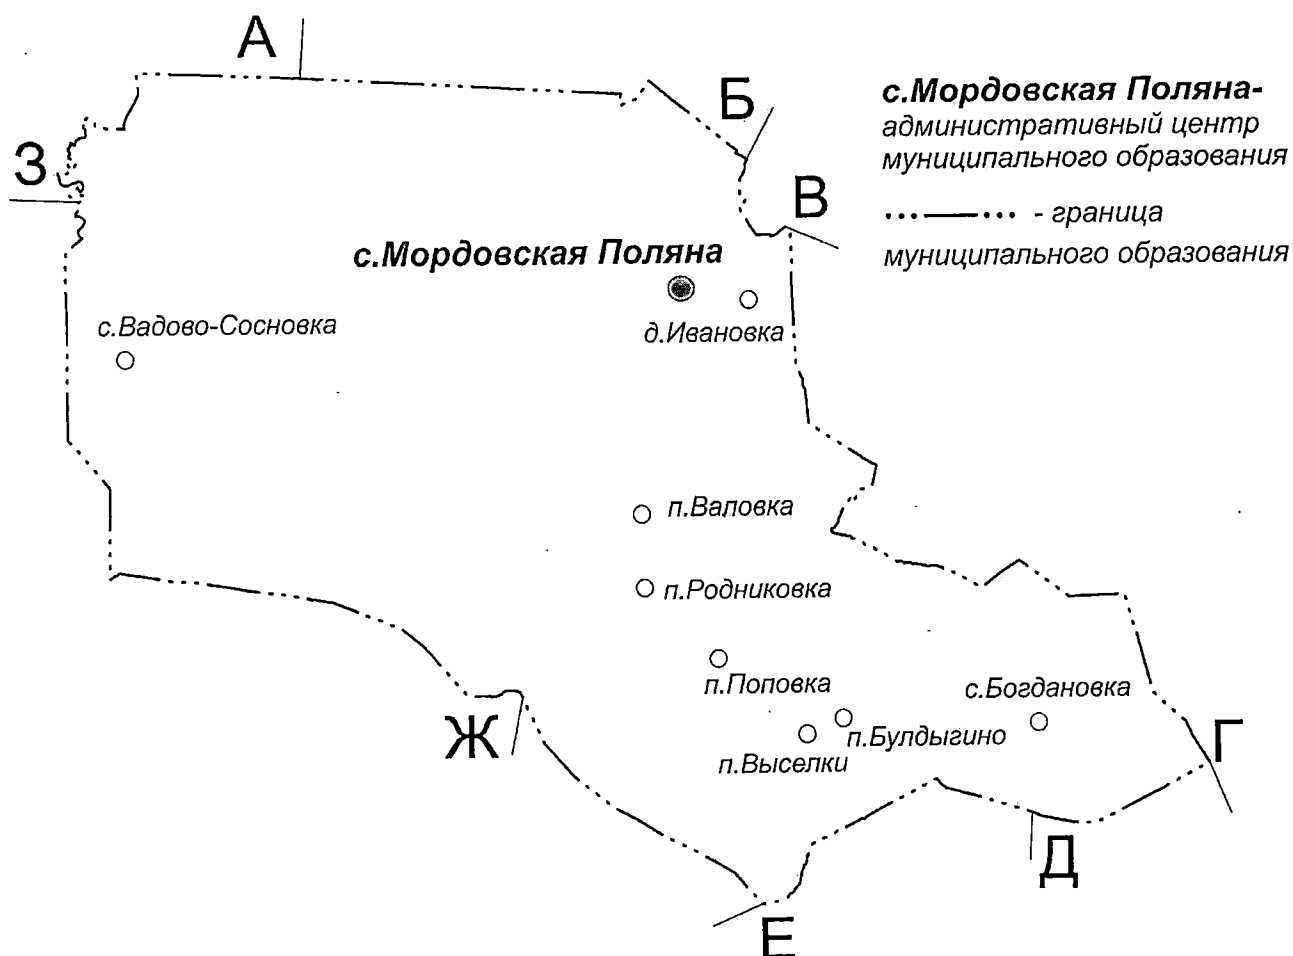 А
Б
с.Мордовская Поляна-
административный центр
муниципального образования
З
В
- граница
муниципального образования
с.Мордовская Поляна
с.Вадово-Сосновка
д.Ивановка
п.Валовка
п.Родниковка
п.Поповка
с.Богдановка
Ж
п.Булдыгино
Г
п.Выселки
Д
Е